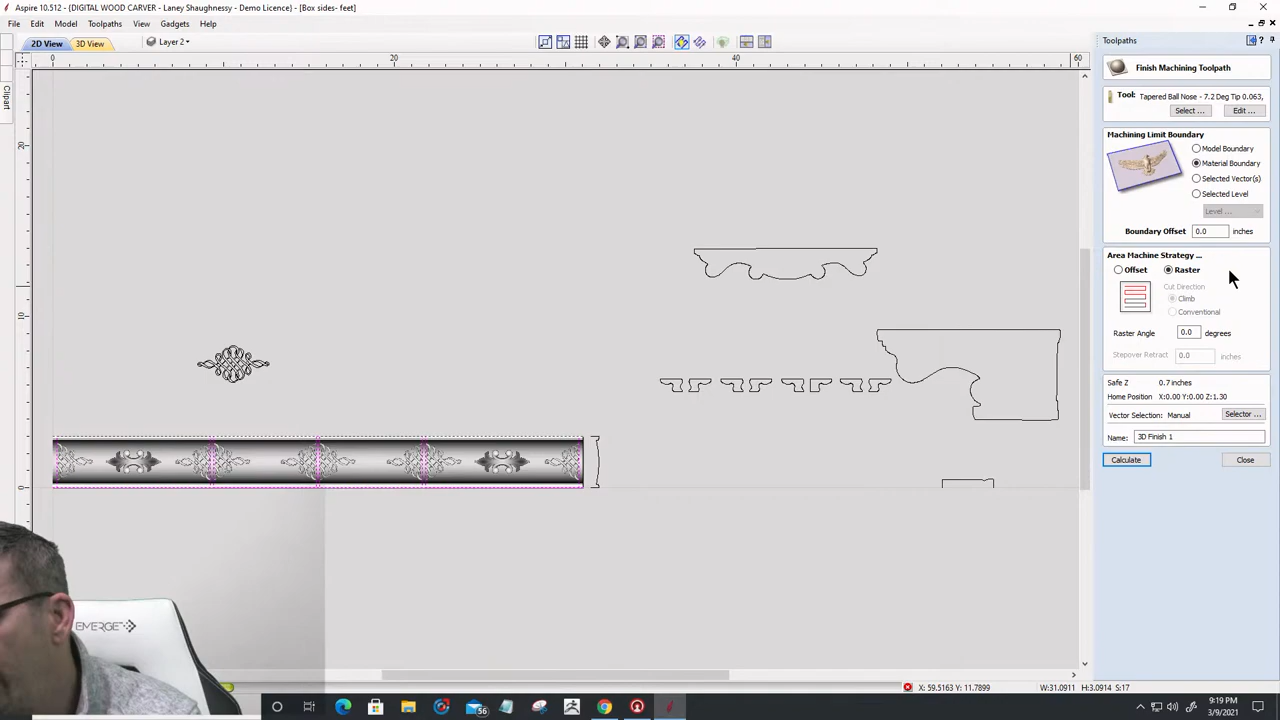 Aspire 10.512 - {DIGITAL WOOD CARVER - Laney Shaughnessy - Demo Licence} - [Box sides- feet]
File Edit Model Toolpaths View Gadgets Help
2D View 3D View Layer 2
Toolpaths
0 20 40 60
Clipart
20
0
Finish Machining Toolpath
Tool: Tapered Ball Nose - 7.2 Deg Tip 0.063,
Select ... Edit ...
Machining Limit Boundary
Model Boundary
Material Boundary
Selected Vector(s)
Selected Level
Level ...
Boundary Offset 0.0 inches
Area Machine Strategy ...
Offset Raster
Cut Direction
Climb
Conventional
Raster Angle 0.0 degrees
Stepover Retract 0.0 inches
Safe Z 0.7 inches
Home Position X:0.00 Y:0.00 Z:1.30
Vector Selection: Manual Selector ...
Name: 3D Finish 1
Calculate Close
EMERGE
X: 59.5163 Y: 11.7899 W:31.0911 H:3.0914 S:17
56
9:19 PM
3/9/2021